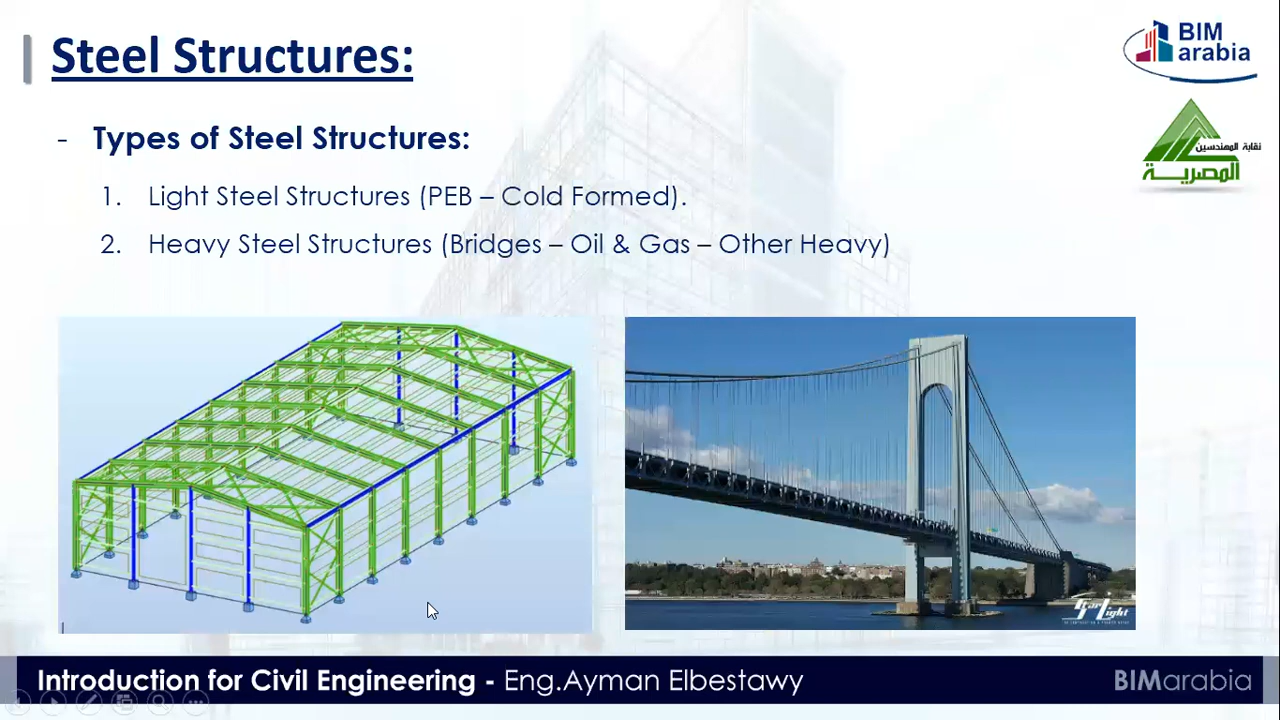 Steel Structures:
BIM
arabia
- Types of Steel Structures:
نقابة المهندسين
المصرية
1. Light Steel Structures (PEB – Cold Formed).
2. Heavy Steel Structures (Bridges – Oil & Gas – Other Heavy)
Introduction for Civil Engineering - Eng.Ayman Elbestawy
BIMarabia